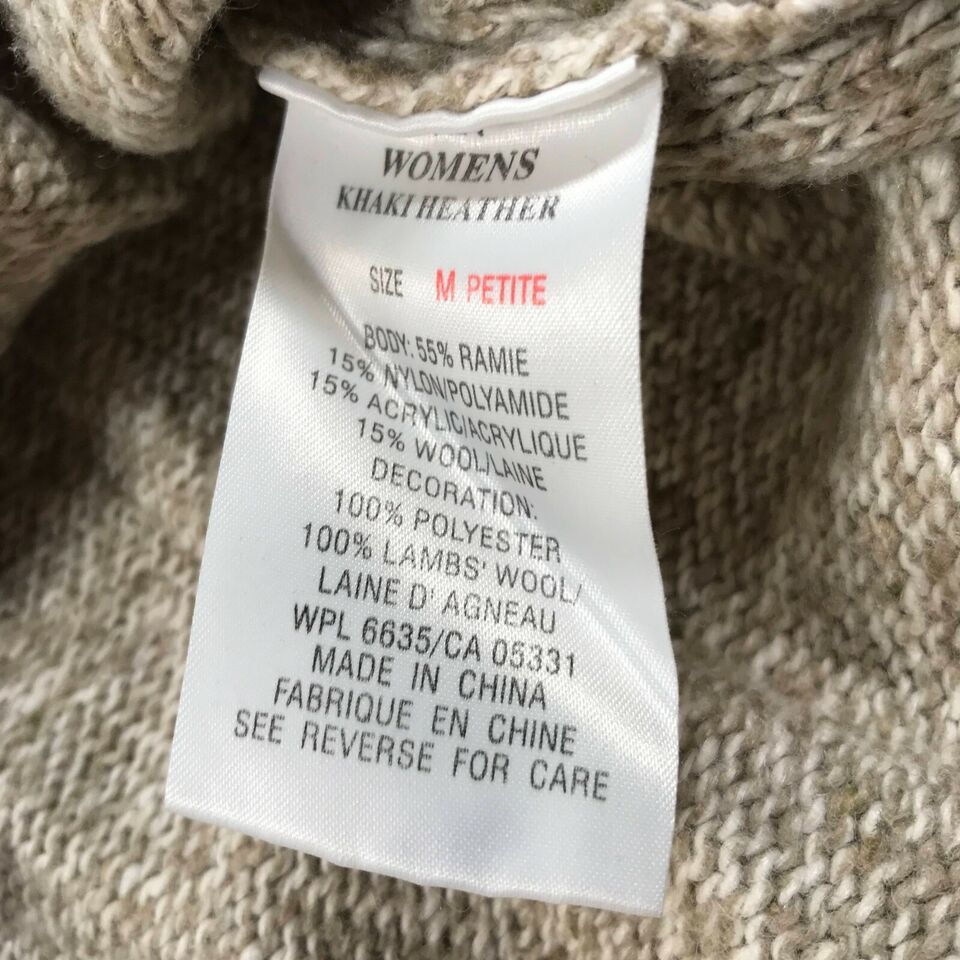 WOMENS
KHAKI HEATHER
SIZE M PETITE
BODY: 55% RAMIE
15% NYLON/POLYAMIDE
15% ACRYLIC/ACRYLIQUE
15% WOOL/LAINE
DECORATION:
100% POLYESTER
100% LAMBS' WOOL/
LAINE D' AGNEAU
WPL 6635/CA 05331
MADE IN CHINA
FABRIQUE EN CHINE
SEE REVERSE FOR CARE